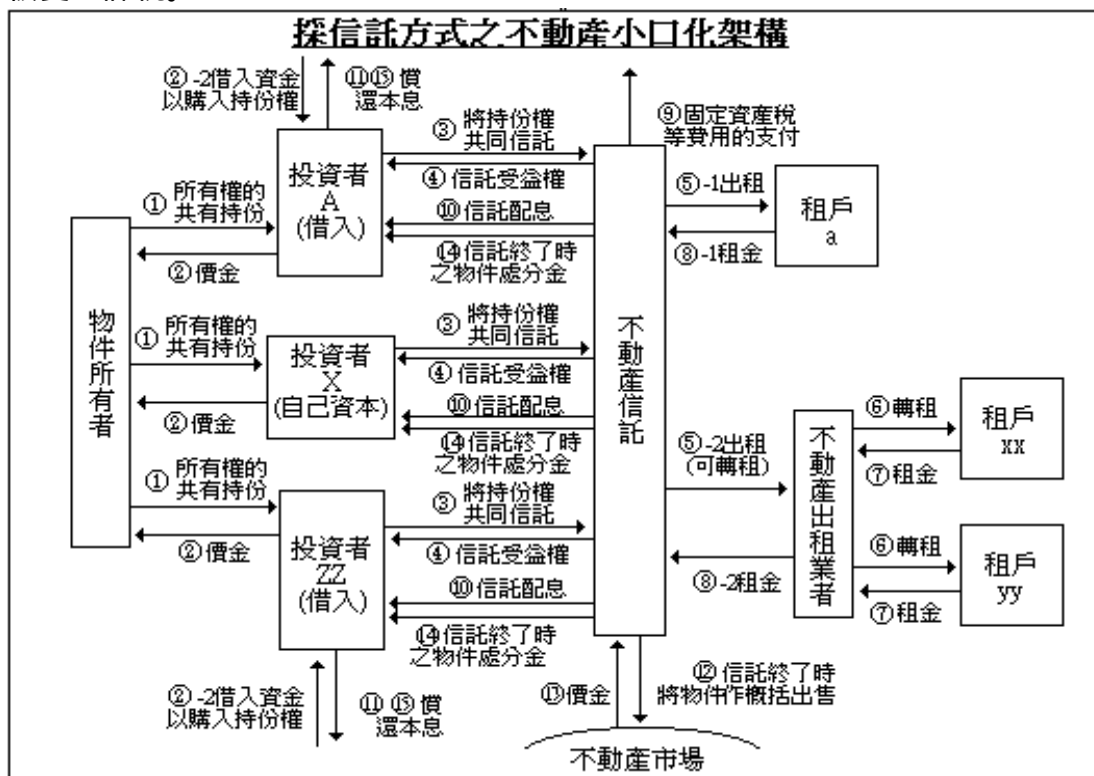 採信託方式之不動產小口化架構
②-2借入資金
以購入持份權
⑪⑮ 償
還本息
③ 將持份權
共同信託
⑨固定資產稅
等費用的支付
投資者
A
(借入)
④信託受益權
⑩信託配息
⑭信託終了時
之物件處分金
① 所有權的
共有持份
②價金
⑤-1出租
⑧-1租金
租戶
a
物件所有者
① 所有權的
共有持份
②價金
投資者
X
(自己資本)
③ 將持份權
共同信託
④信託受益權
⑩信託配息
⑭信託終了時
之物件處分金
不動產信託
⑤-2出租
(可轉租)
⑧-2租金
不動產出租業者
⑥轉租
⑦租金
租戶
xx
⑥轉租
⑦租金
租戶
yy
① 所有權的
共有持份
②價金
投資者
ZZ
(借入)
③ 將持份權
共同信託
④信託受益權
⑩信託配息
⑭信託終了時
之物件處分金
②-2借入資金
以購入持份權
⑪ ⑮ 償
還本息
⑬價金
⑫信託終了時
將物件作概括出售
不動產市場